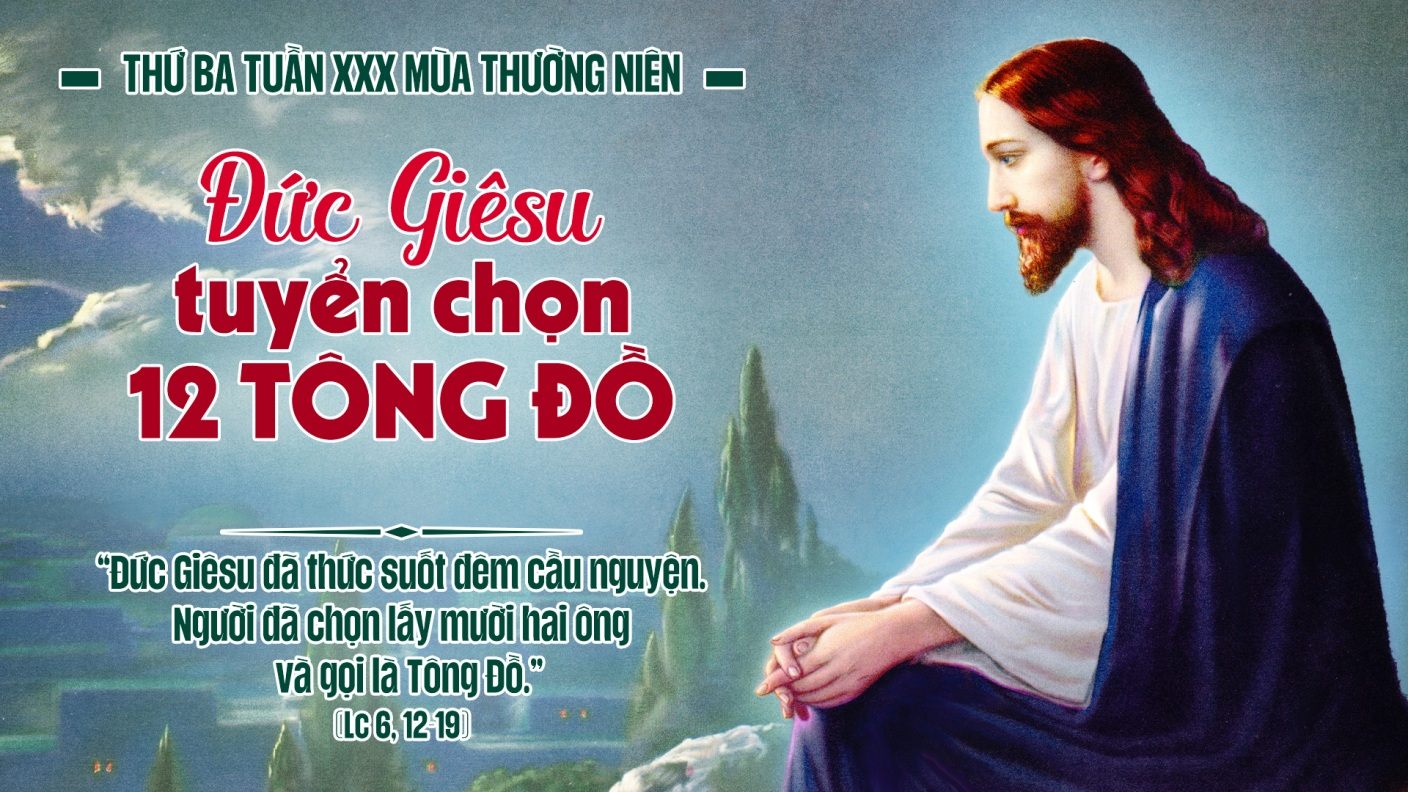 THỨ BA TUẦN XXX MÙA THƯỜNG NIÊN
Đức Giêsu
tuyển chọn
12 TÔNG ĐỒ
“Đức Giêsu đã thức suốt đêm cầu nguyện.
Người đã chọn lấy mười hai ông
và gọi là Tông Đồ.”
(Lc 6, 12-19)